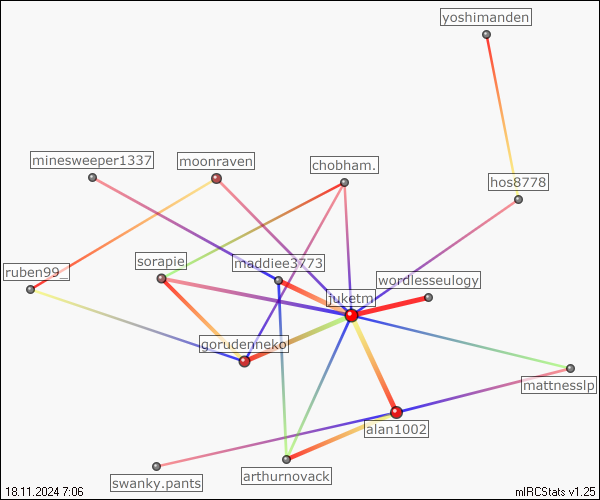 yoshimanden
minesweeper1337
moonraven
chobham.
hos8778
ruben99_
sorapie
maddiee3773
wordlesseulogy
juketm
gorudenneko
mattnesslp
alan1002
swanky.pants
arthurnovack
18.11.2024 7:06
mIRCStats v1.25